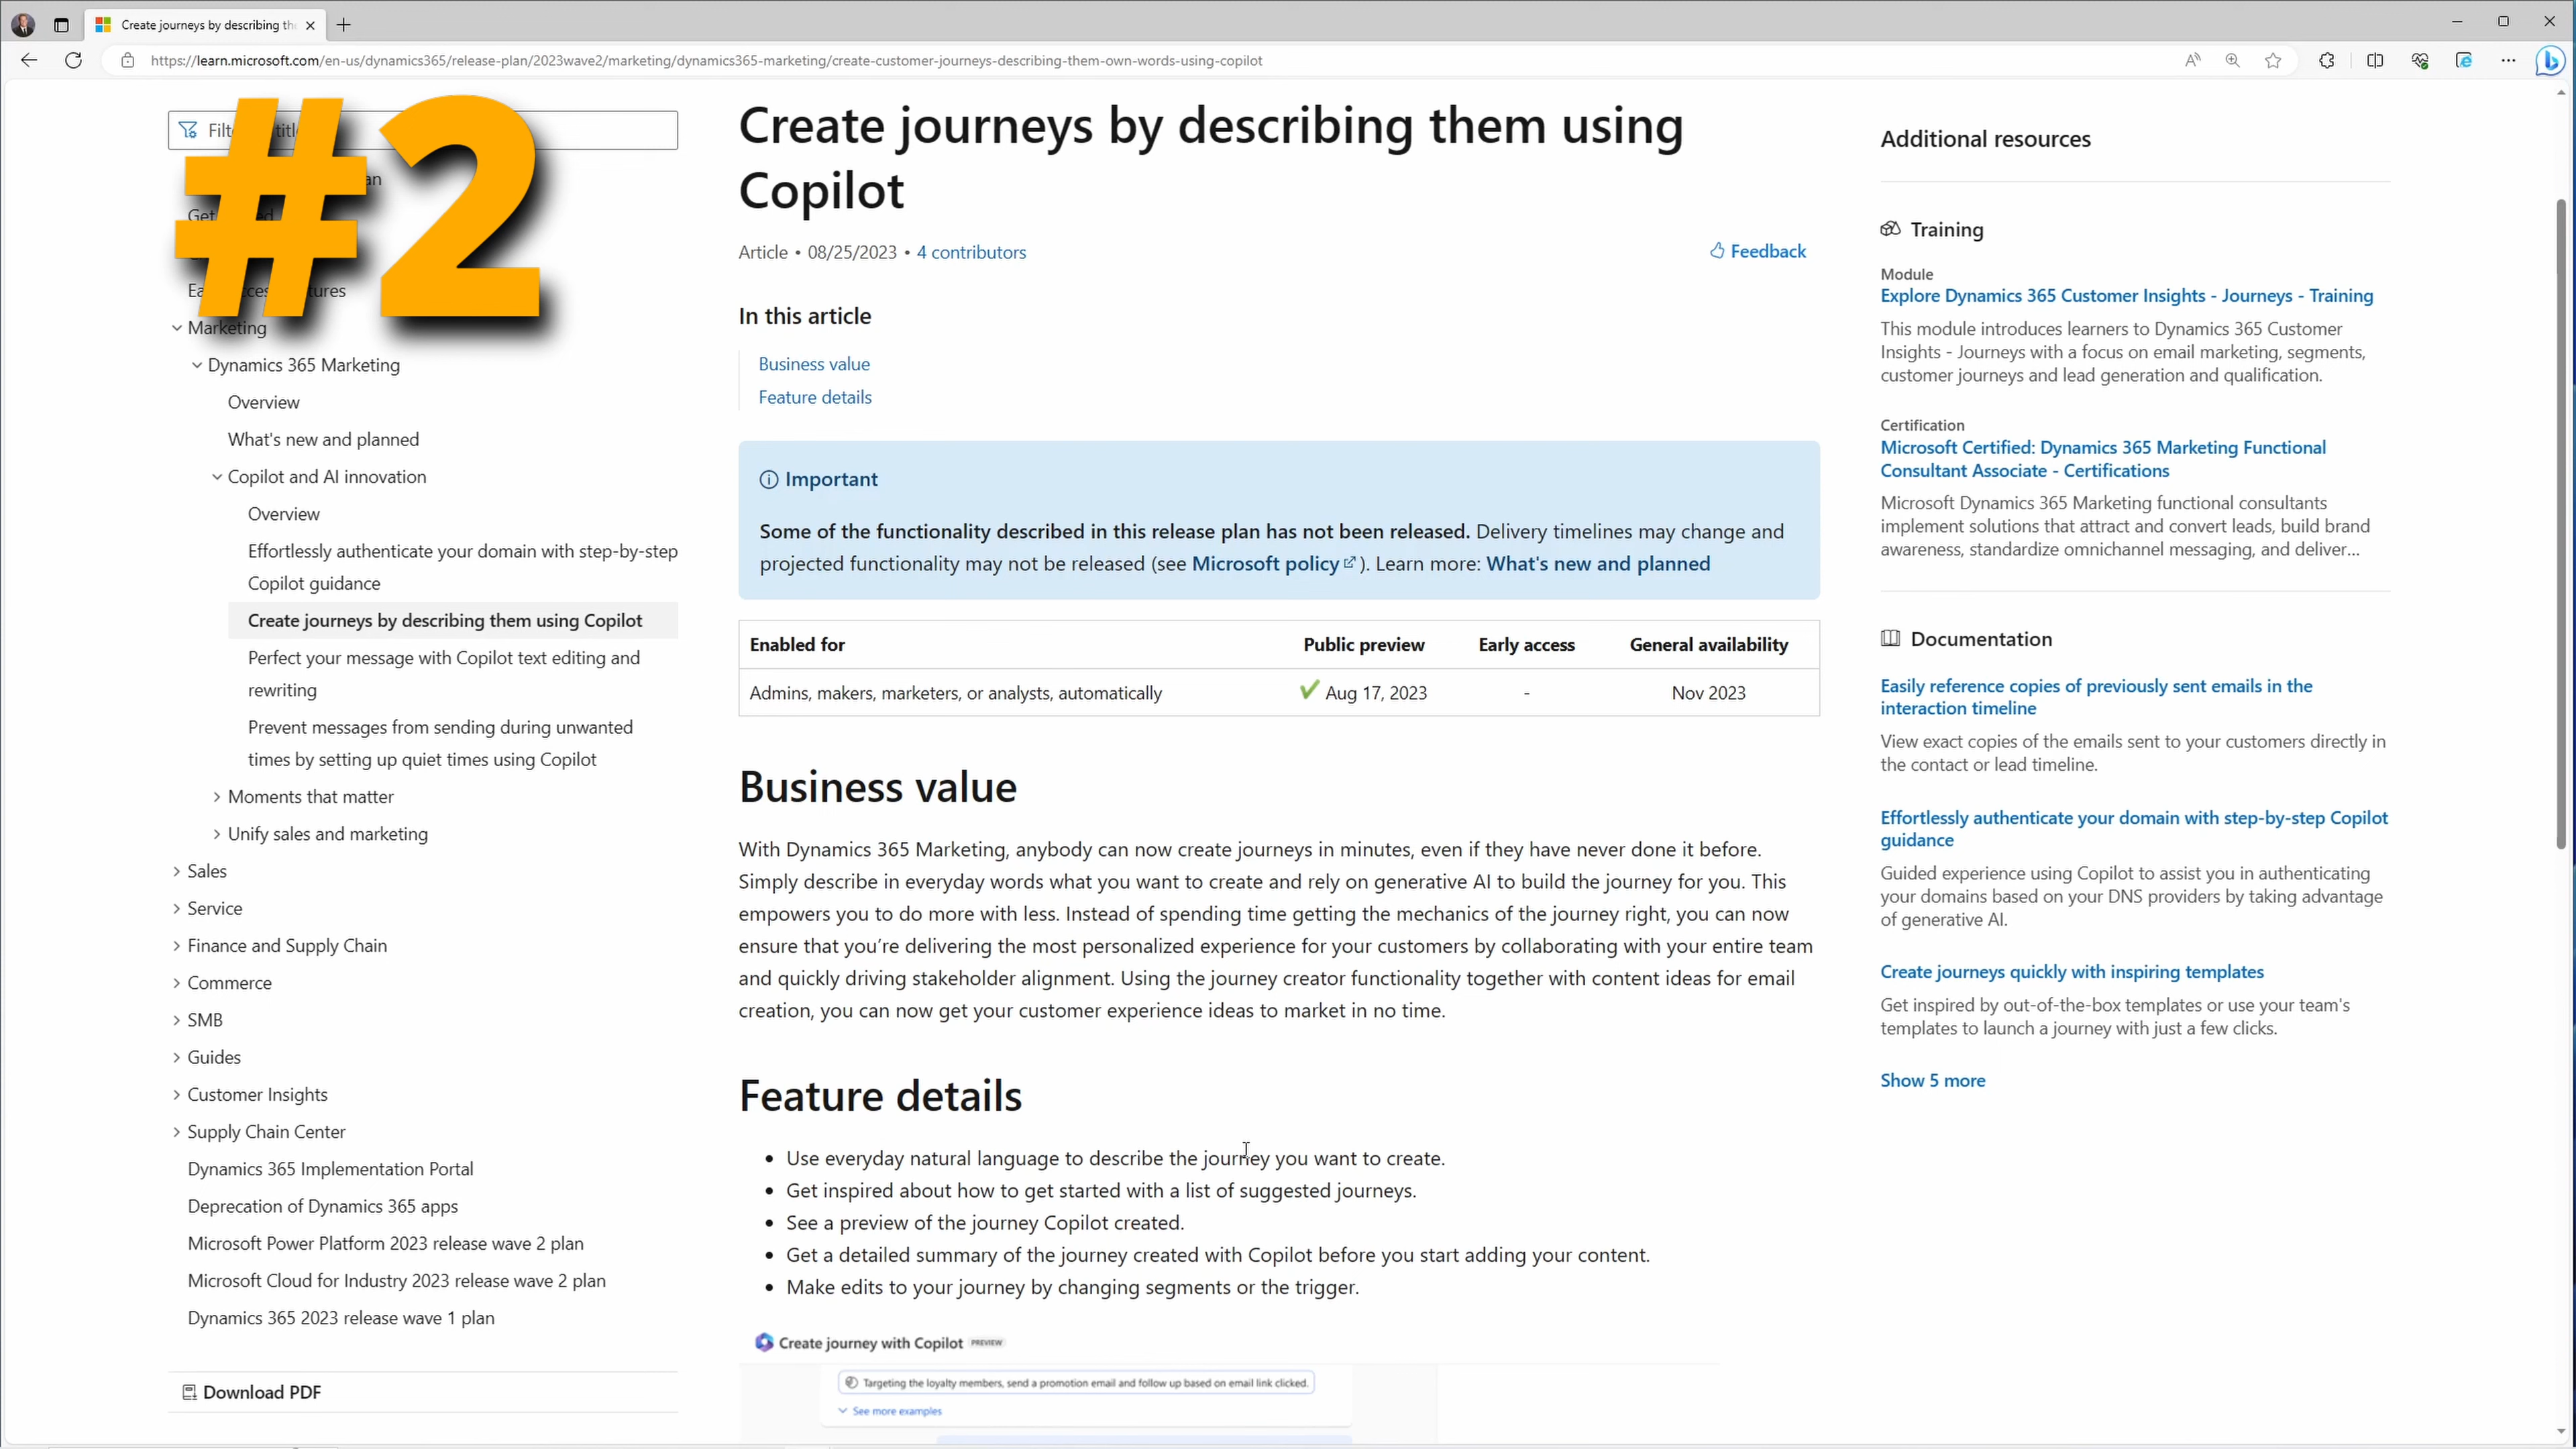 Create journeys by describing th
https://learn.microsoft.com/en-us/dynamics365/release-plan/2023wave2/marketing/dynamics365-marketing/create-customer-journeys-describing-them-own-words-using-copilot
#2
Marketing
Dynamics 365 Marketing
Overview
What's new and planned
Copilot and AI innovation
Overview
Effortlessly authenticate your domain with step-by-step
Copilot guidance
Create journeys by describing them using Copilot
Perfect your message with Copilot text editing and
rewriting
Prevent messages from sending during unwanted
times by setting up quiet times using Copilot
Moments that matter
Unify sales and marketing
Sales
Service
Finance and Supply Chain
Commerce
SMB
Guides
Customer Insights
Supply Chain Center
Dynamics 365 Implementation Portal
Deprecation of Dynamics 365 apps
Microsoft Power Platform 2023 release wave 2 plan
Microsoft Cloud for Industry 2023 release wave 2 plan
Dynamics 365 2023 release wave 1 plan
Download PDF
Create journeys by describing them using
Copilot
Article • 08/25/2023 • 4 contributors
Feedback
In this article
Business value
Feature details
Important
Some of the functionality described in this release plan has not been released. Delivery timelines may change and
projected functionality may not be released (see Microsoft policy). Learn more: What's new and planned
Enabled for Public preview Early access General availability
Admins, makers, marketers, or analysts, automatically Aug 17, 2023 - Nov 2023
Business value
With Dynamics 365 Marketing, anybody can now create journeys in minutes, even if they have never done it before.
Simply describe in everyday words what you want to create and rely on generative AI to build the journey for you. This
empowers you to do more with less. Instead of spending time getting the mechanics of the journey right, you can now
ensure that you're delivering the most personalized experience for your customers by collaborating with your entire team
and quickly driving stakeholder alignment. Using the journey creator functionality together with content ideas for email
creation, you can now get your customer experience ideas to market in no time.
Feature details
• Use everyday natural language to describe the journey you want to create.
• Get inspired about how to get started with a list of suggested journeys.
• See a preview of the journey Copilot created.
• Get a detailed summary of the journey created with Copilot before you start adding your content.
• Make edits to your journey by changing segments or the trigger.
Create journey with Copilot PREVIEW
Targeting the loyalty members, send a promotion email and follow up based on email link clicked.
See more examples
Additional resources
Training
Module
Explore Dynamics 365 Customer Insights - Journeys - Training
This module introduces learners to Dynamics 365 Customer
Insights - Journeys with a focus on email marketing, segments,
customer journeys and lead generation and qualification.
Certification
Microsoft Certified: Dynamics 365 Marketing Functional
Consultant Associate - Certifications
Microsoft Dynamics 365 Marketing functional consultants
implement solutions that attract and convert leads, build brand
awareness, standardize omnichannel messaging, and deliver...
Documentation
Easily reference copies of previously sent emails in the
interaction timeline
View exact copies of the emails sent to your customers directly in
the contact or lead timeline.
Effortlessly authenticate your domain with step-by-step Copilot
guidance
Guided experience using Copilot to assist you in authenticating
your domains based on your DNS providers by taking advantage
of generative AI.
Create journeys quickly with inspiring templates
Get inspired by out-of-the-box templates or use your team's
templates to launch a journey with just a few clicks.
Show 5 more